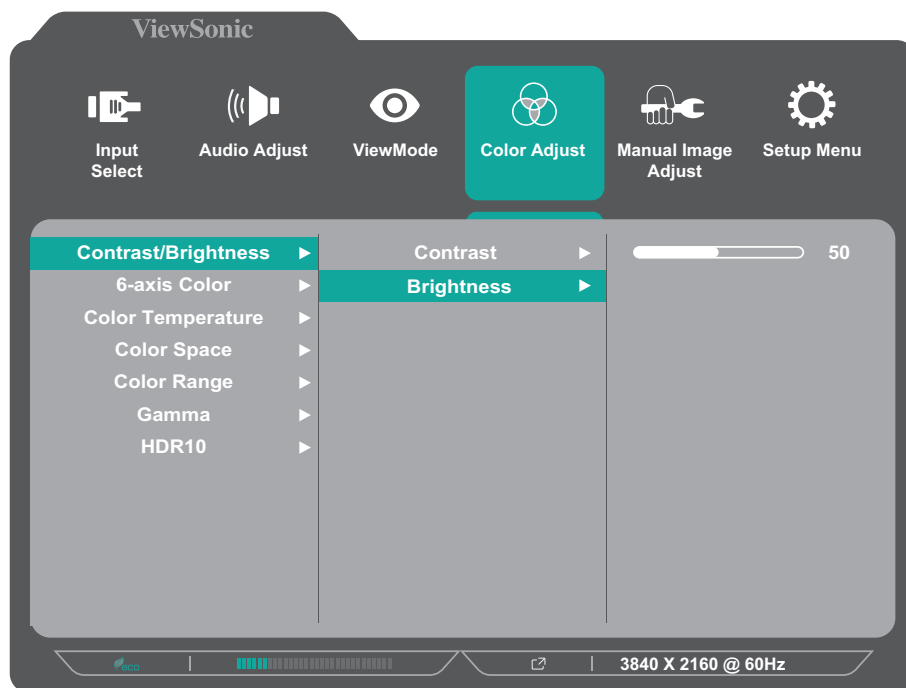 ViewSonic
Input Select
Audio Adjust
ViewMode
Color Adjust
Manual Image Adjust
Setup Menu
Contrast/Brightness
6-axis Color
Color Temperature
Color Space
Color Range
Gamma
HDR10
Contrast
Brightness
50
eco
3840 X 2160 @ 60Hz